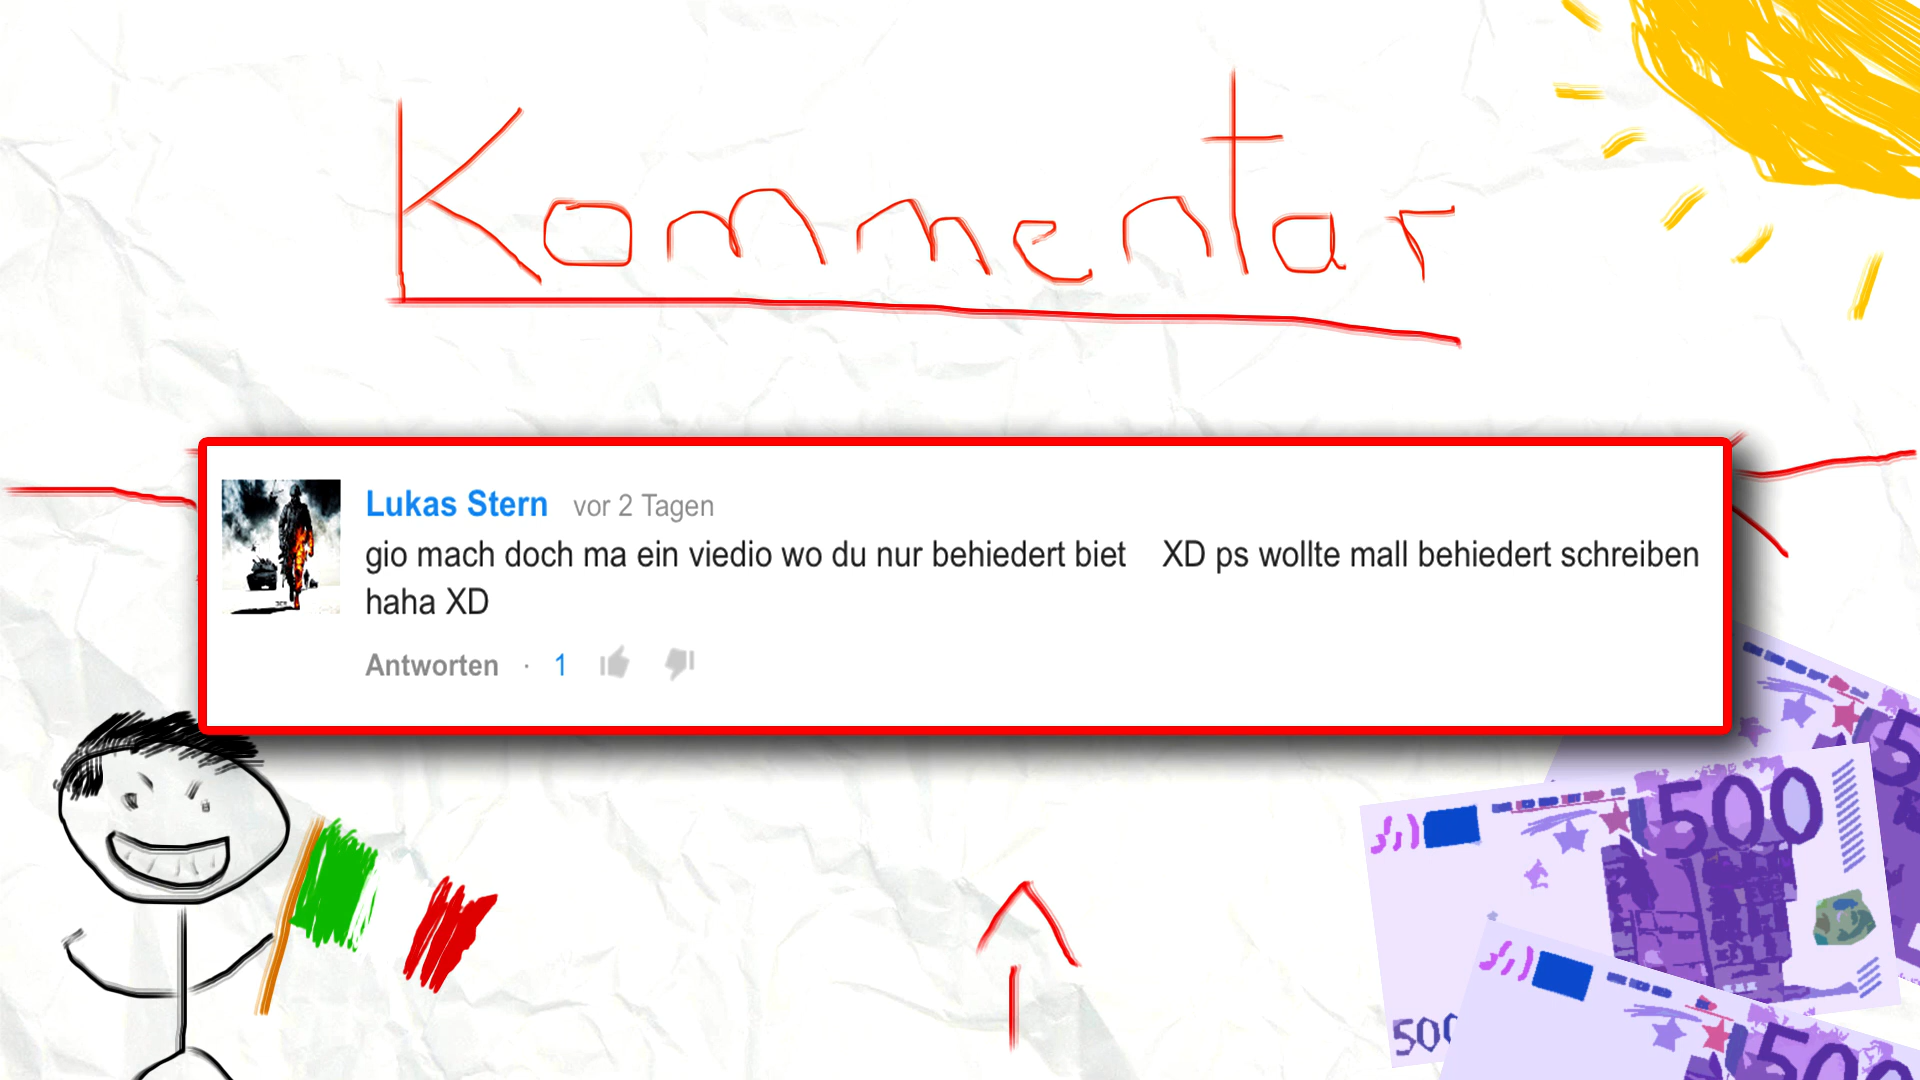 Kommentar
Lukas Stern vor 2 Tagen
gio mach doch ma ein viedio wo du nur behiedert biet XD ps wollte mall behiedert schreiben
haha XD
Antworten · 1
500
500
500